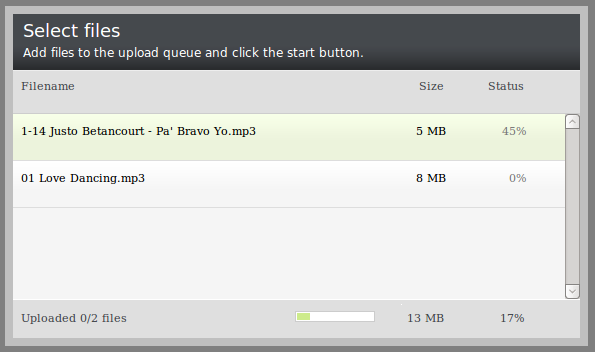 Select files
Add files to the upload queue and click the start button.
Filename Size Status
1-14 Justo Betancourt - Pa' Bravo Yo.mp3 5 MB 45%
01 Love Dancing.mp3 8 MB 0%
Uploaded 0/2 files 13 MB 17%